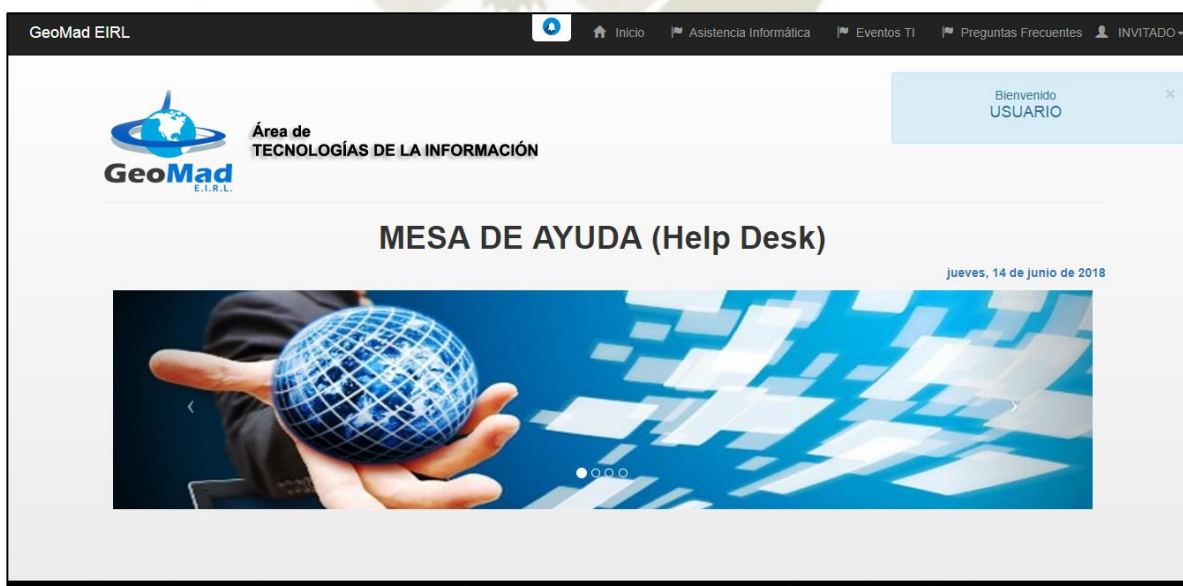 GeoMad EIRL
Inicio
Asistencia Informática
Eventos TI
Preguntas Frecuentes
INVITADO
Bienvenido
USUARIO
×
GeoMad
E.I.R.L.
Área de
TECNOLOGÍAS DE LA INFORMACIÓN
MESA DE AYUDA (Help Desk)
jueves, 14 de junio de 2018